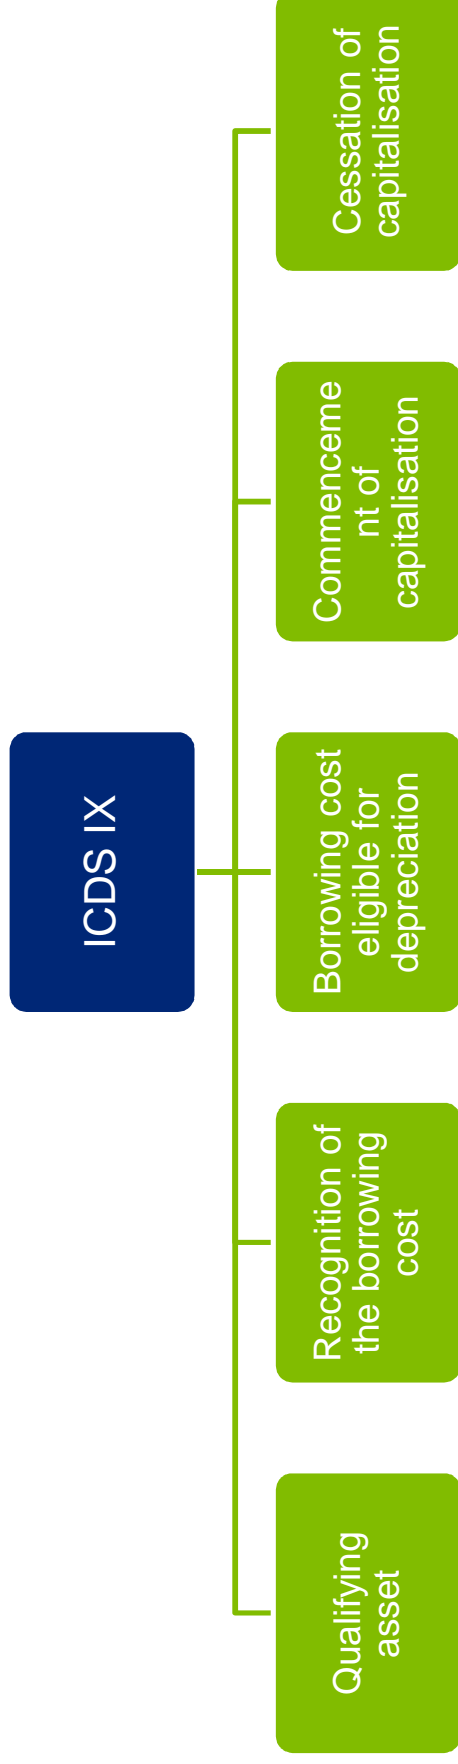 ICDS IX
Qualifying
asset
Recognition of
the borrowing
cost
Borrowing cost
eligible for
depreciation
Commenceme
nt of
capitalisation
Cessation of
capitalisation